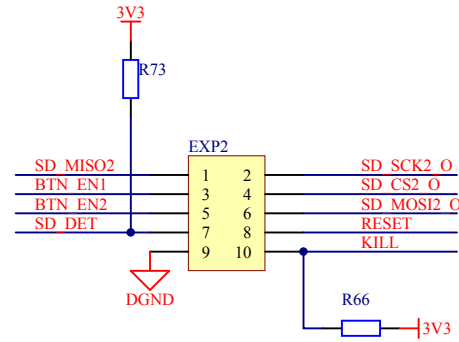 3V3
R73
EXP2
SD_MISO2 1 2 SD_SCK2_O
BTN_EN1 3 4 SD_CS2_O
BTN_EN2 5 6 SD_MOSI2_O
SD_DET 7 8 RESET
9 10 KILL
DGND
R66
3V3